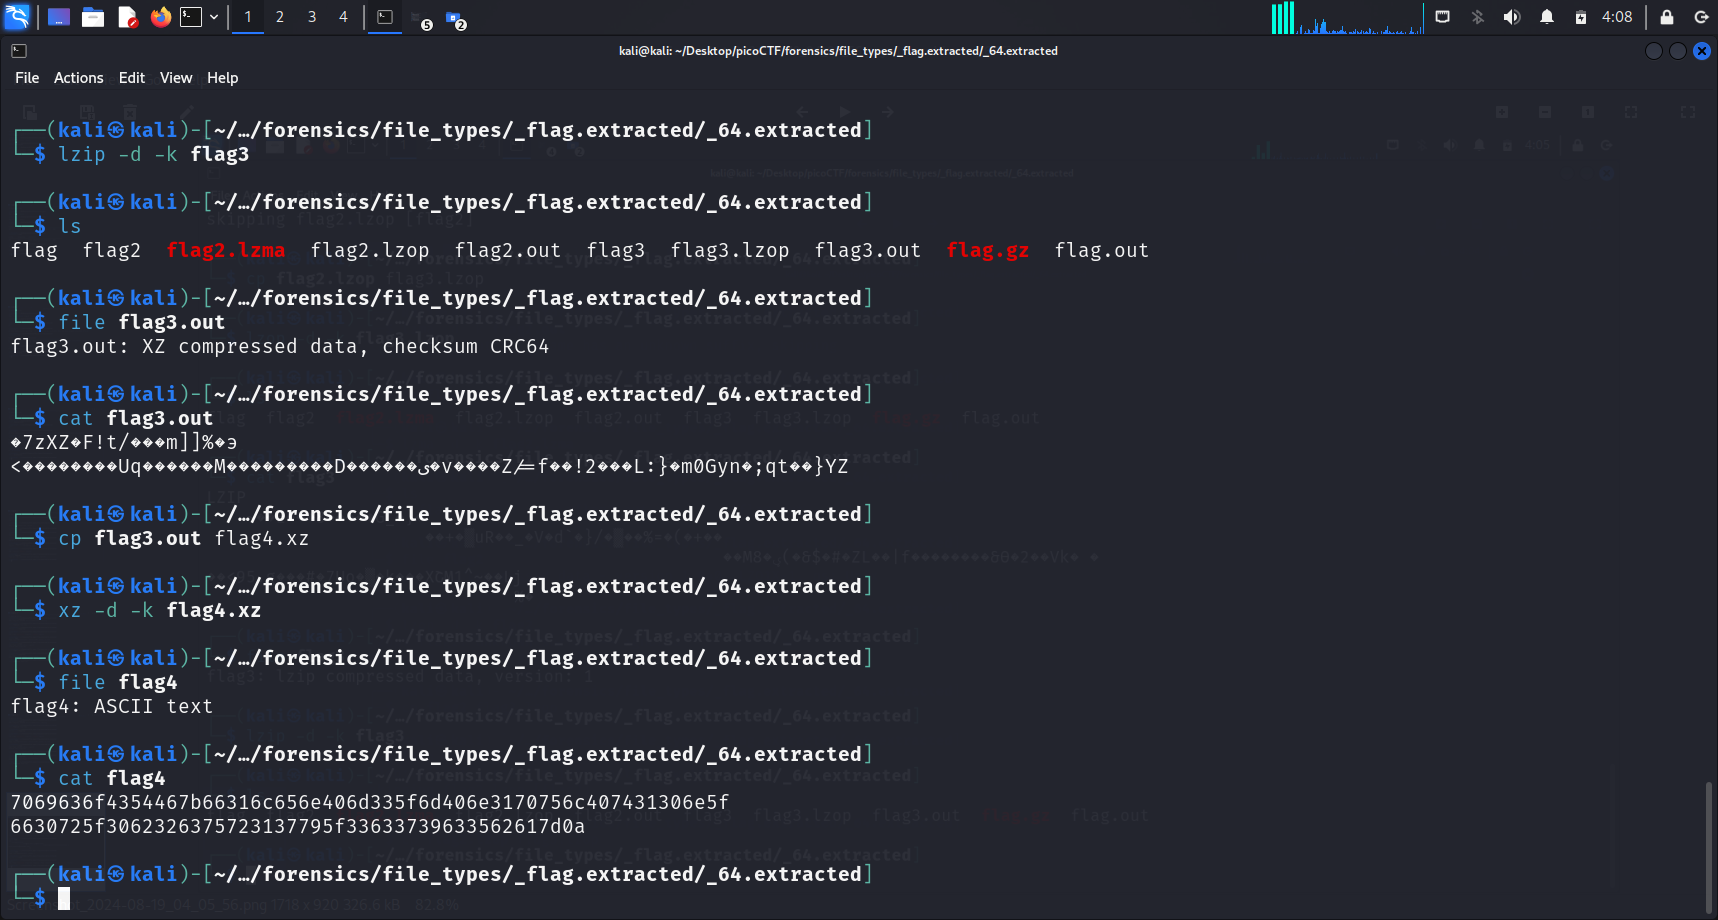 1 2 3 4 5 2 4:08
kali@kali: ~/Desktop/picoCTF/forensics/file_types/_flag.extracted/_64.extracted
File Actions Edit View Help
┌──(kali㉿kali)-[~/…/forensics/file_types/_flag.extracted/_64.extracted]
└─$ lzip -d -k flag3
┌──(kali㉿kali)-[~/…/forensics/file_types/_flag.extracted/_64.extracted]
└─$ ls
flag flag2 flag2.lzma flag2.lzop flag2.out flag3 flag3.lzop flag3.out flag.gz flag.out
┌──(kali㉿kali)-[~/…/forensics/file_types/_flag.extracted/_64.extracted]
└─$ file flag3.out
flag3.out: XZ compressed data, checksum CRC64
┌──(kali㉿kali)-[~/…/forensics/file_types/_flag.extracted/_64.extracted]
└─$ cat flag3.out
�7zXZ�F!t/���m]]%�э
<��������Uq������M���������D������ى�v����Z⁄=f��!2���L:}�m0Gyn�;qt��}YZ
┌──(kali㉿kali)-[~/…/forensics/file_types/_flag.extracted/_64.extracted]
└─$ cp flag3.out flag4.xz
┌──(kali㉿kali)-[~/…/forensics/file_types/_flag.extracted/_64.extracted]
└─$ xz -d -k flag4.xz
┌──(kali㉿kali)-[~/…/forensics/file_types/_flag.extracted/_64.extracted]
└─$ file flag4
flag4: ASCII text
┌──(kali㉿kali)-[~/…/forensics/file_types/_flag.extracted/_64.extracted]
└─$ cat flag4
7069636f4354467b66316c656e406d335f6d406e3170756c407431306e5f
6630725f3062326375723137795f33633739633562617d0a
┌──(kali㉿kali)-[~/…/forensics/file_types/_flag.extracted/_64.extracted]
└─$